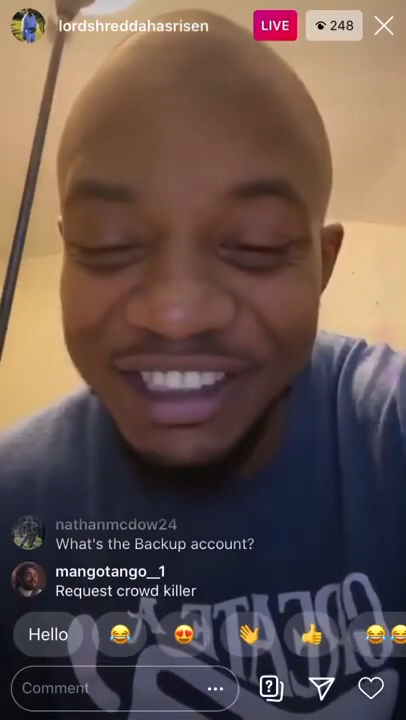 lordshreddahasrisen
LIVE
248
nathanmcdow24
What's the Backup account?
mangotango__1
Request crowd killer
Hello
Comment